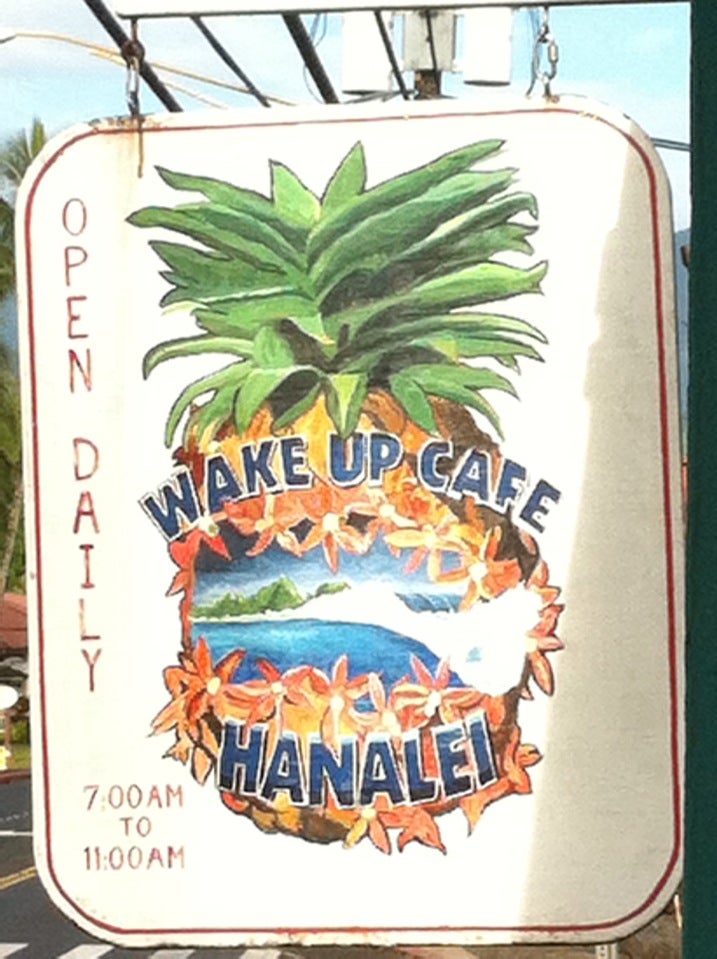 OPEN DAILY
WAKE UP CAFE
HANALEI
7:00AM
TO
11:00AM